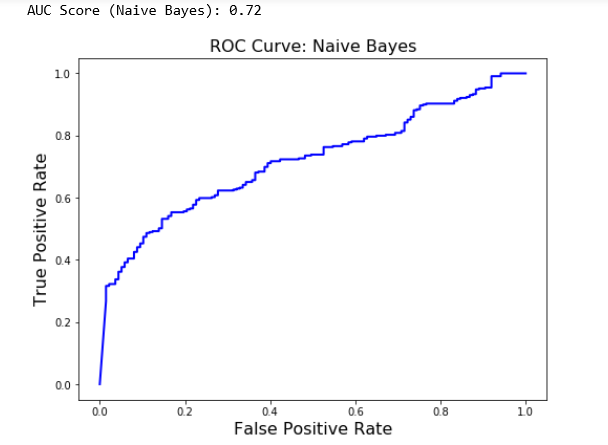 AUC Score (Naive Bayes): 0.72
ROC Curve: Naive Bayes
1.0
0.8
0.6
0.4
0.2
0.0
True Positive Rate
0.0 0.2 0.4 0.6 0.8 1.0
False Positive Rate